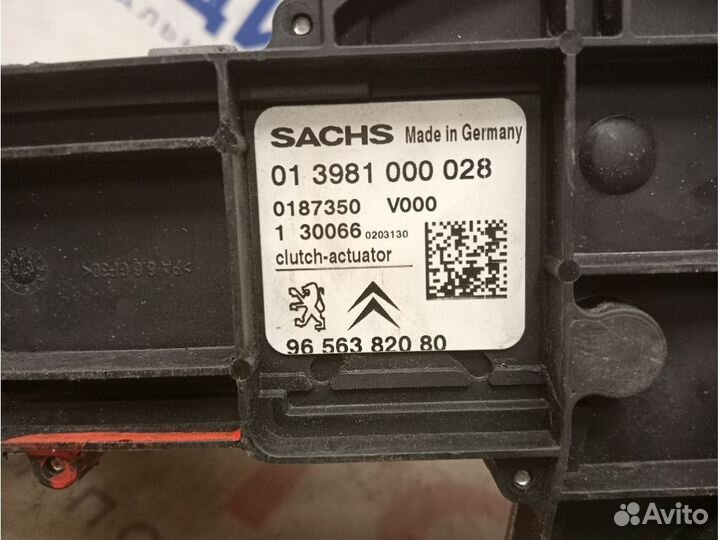 SACHS Made in Germany
01 3981 000 028
0187350 V000
1 30066 0203130
clutch-actuator
96 563 820 80
Avito